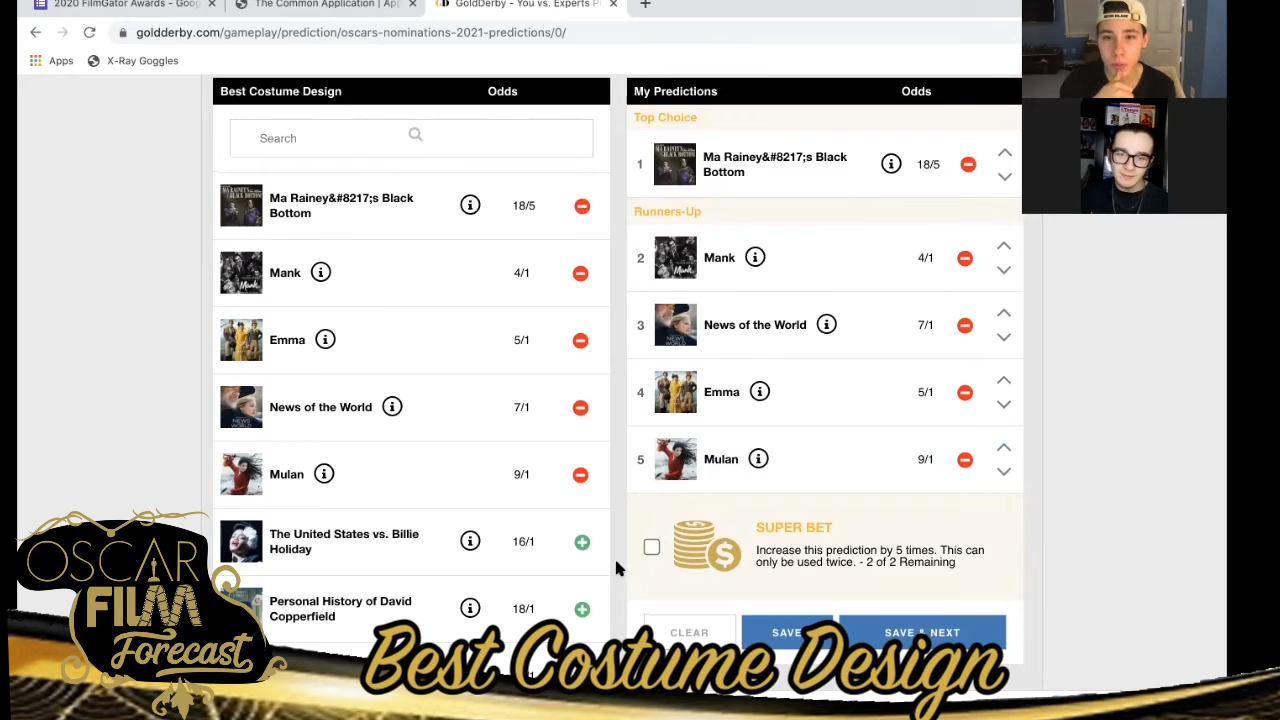 2020 FilmGator Awards - Goog
The Common Application | App
GoldDerby - You vs. Experts P
goldderby.com/gameplay/prediction/oscars-nominations-2021-predictions/0/
Apps
X-Ray Goggles
Best Costume Design Odds
Search
Ma Rainey&#8217;s Black
Bottom
18/5
Mank 4/1
Emma 5/1
News of the World 7/1
Mulan 9/1
The United States vs. Billie
Holiday
16/1
Personal History of David
Copperfield
18/1
My Predictions Odds
Top Choice
1 Ma Rainey&#8217;s Black
Bottom
18/5
Runners-Up
2 Mank 4/1
MANK
3 News of the World 7/1
4 Emma 5/1
5 Mulan 9/1
SUPER BET
Increase this prediction by 5 times. This can
only be used twice. - 2 of 2 Remaining
CLEAR
SAVE
SAVE & NEXT
OSCAR
FILM
Forecast
Best Costume Design